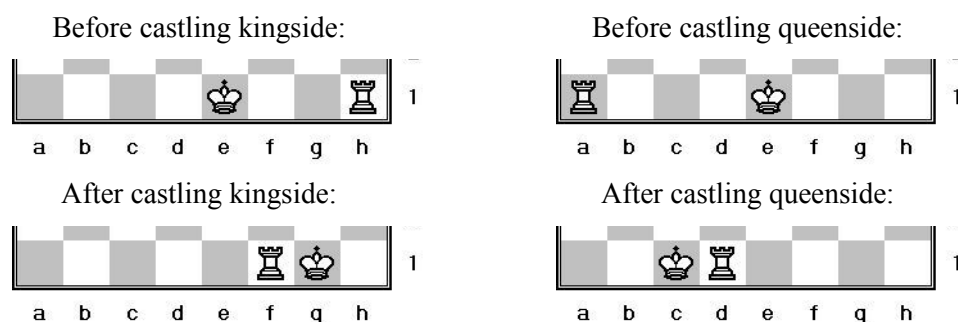 Before castling kingside:
Before castling queenside:
1
1
a b c d e f g h
a b c d e f g h
After castling kingside:
After castling queenside:
1
1
a b c d e f g h
a b c d e f g h